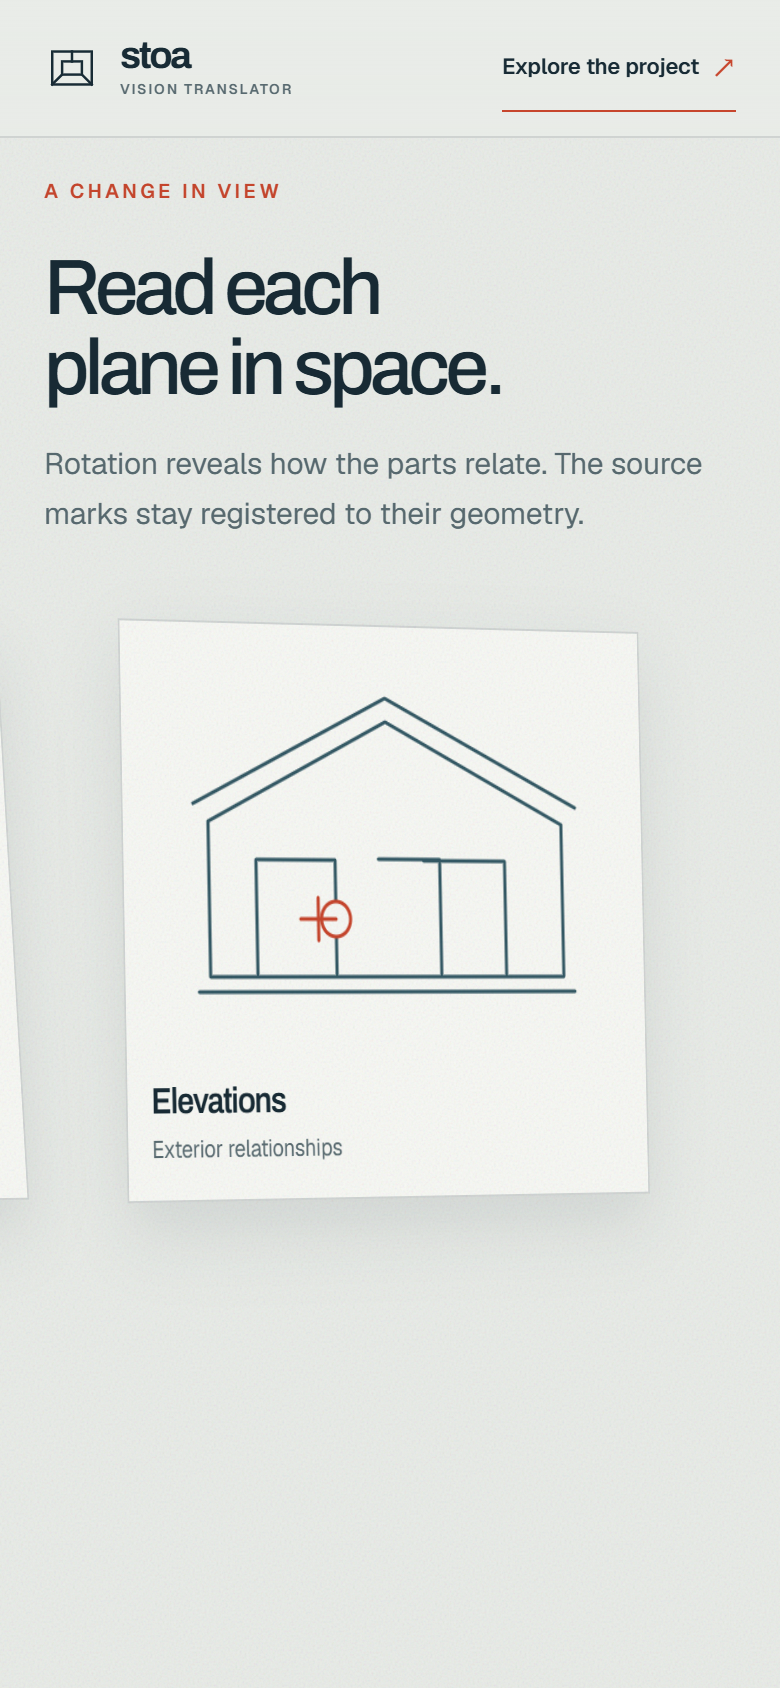 stoa
VISION TRANSLATOR
Explore the project ↗
A CHANGE IN VIEW
Read each
plane in space.
Rotation reveals how the parts relate. The source
marks stay registered to their geometry.
Elevations
Exterior relationships